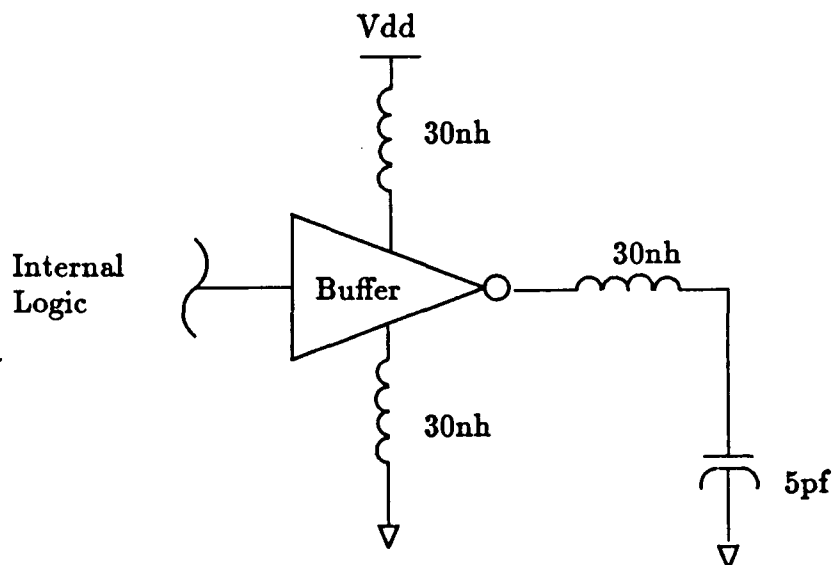 Vdd
30nh
Internal
Logic
Buffer
30nh
30nh
5pf